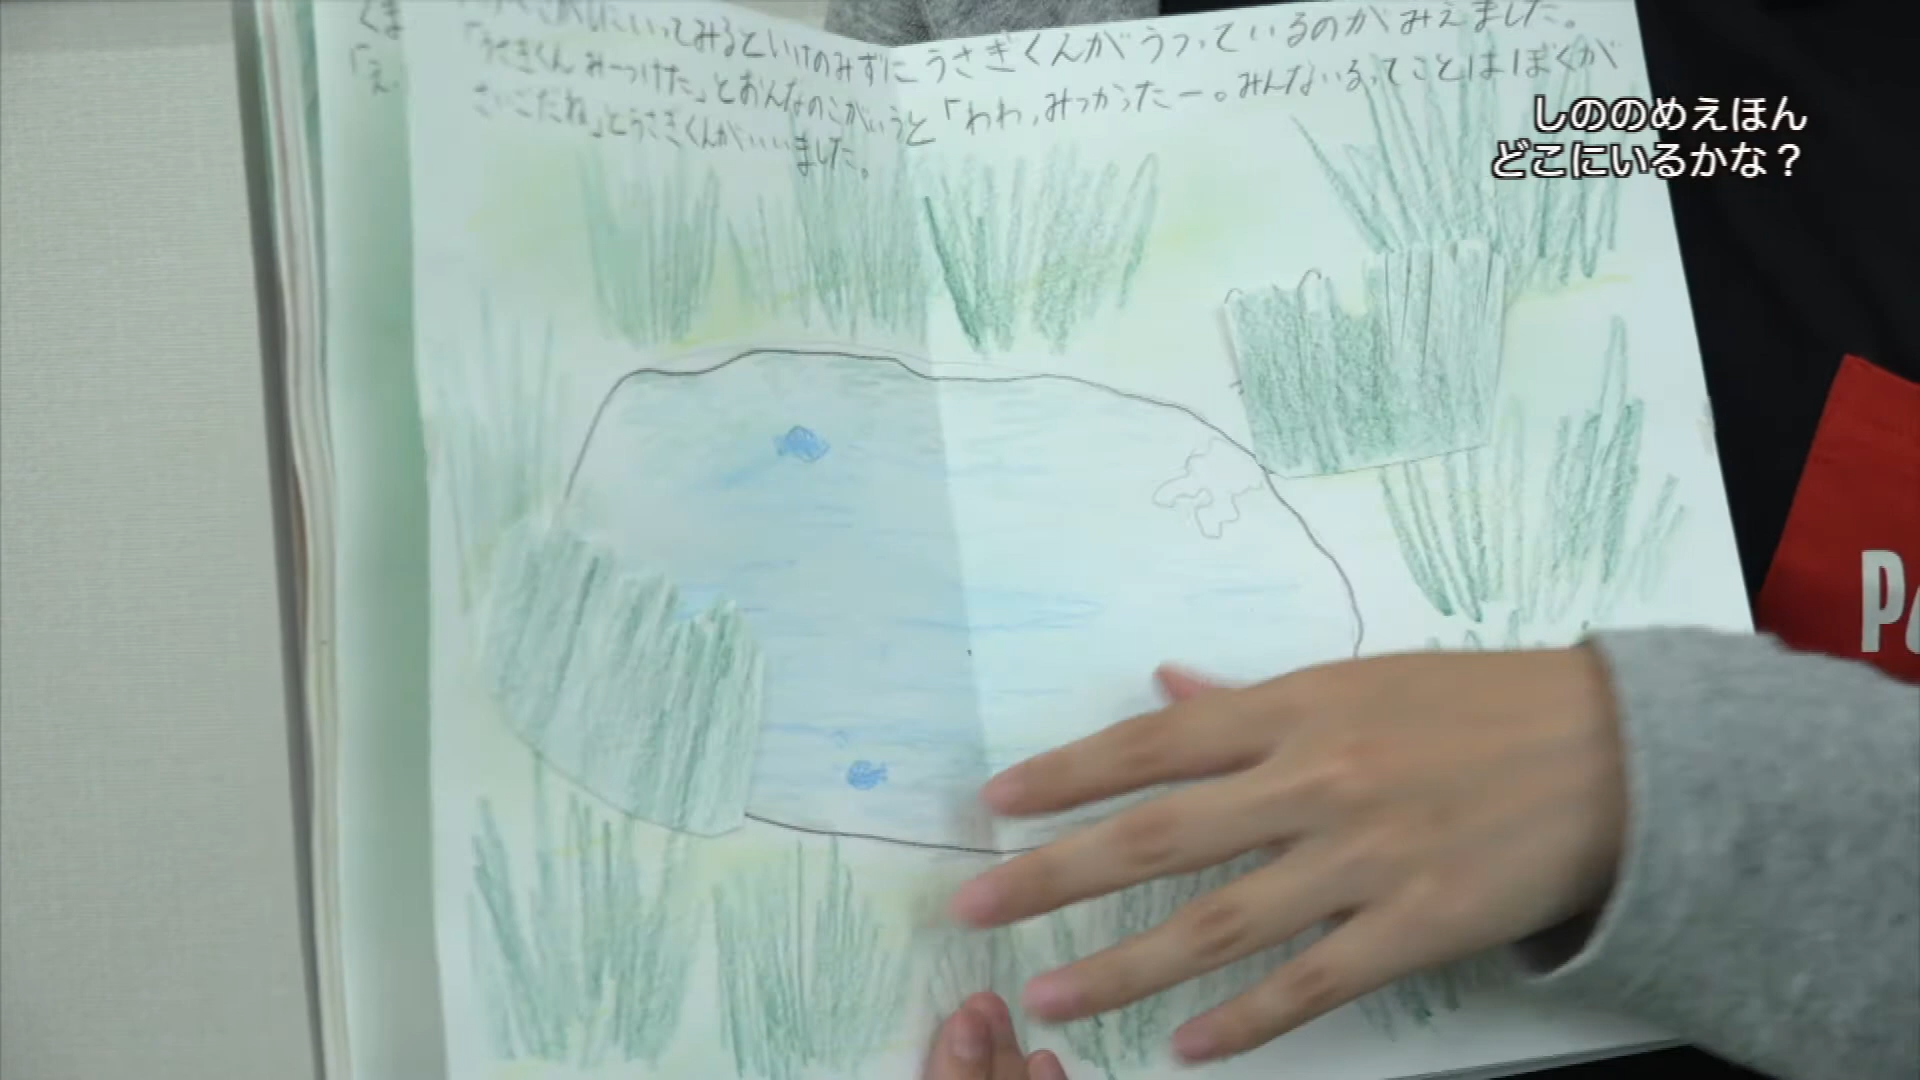 くま
「え.
にいってみるといけのみずにうさぎくんがうつっているのがみえました。
「うさぎくんみーつけた」とおんなのこがいうと「わわ,みつかったー。みんないるってことはぼくが
さいごだね」とうさぎくんがいいました。
しののめえほん
どこにいるかな？